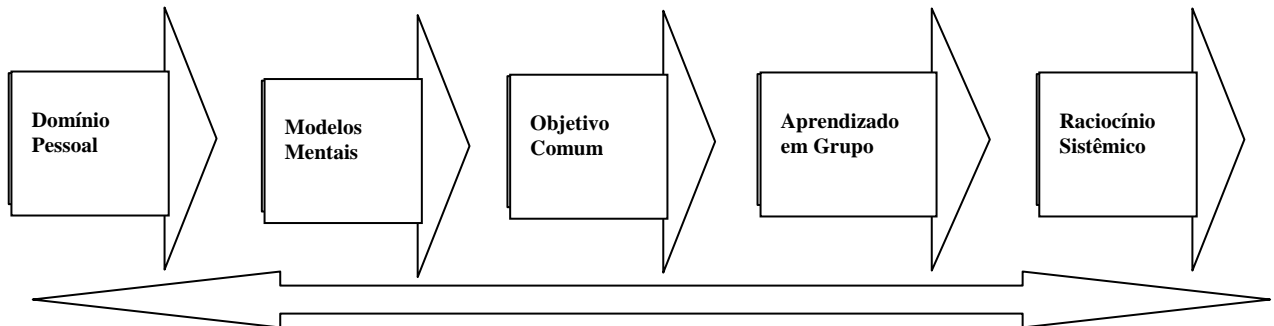 Domínio
Pessoal
Modelos
Mentais
Objetivo
Comum
Aprendizado
em Grupo
Raciocínio
Sistêmico